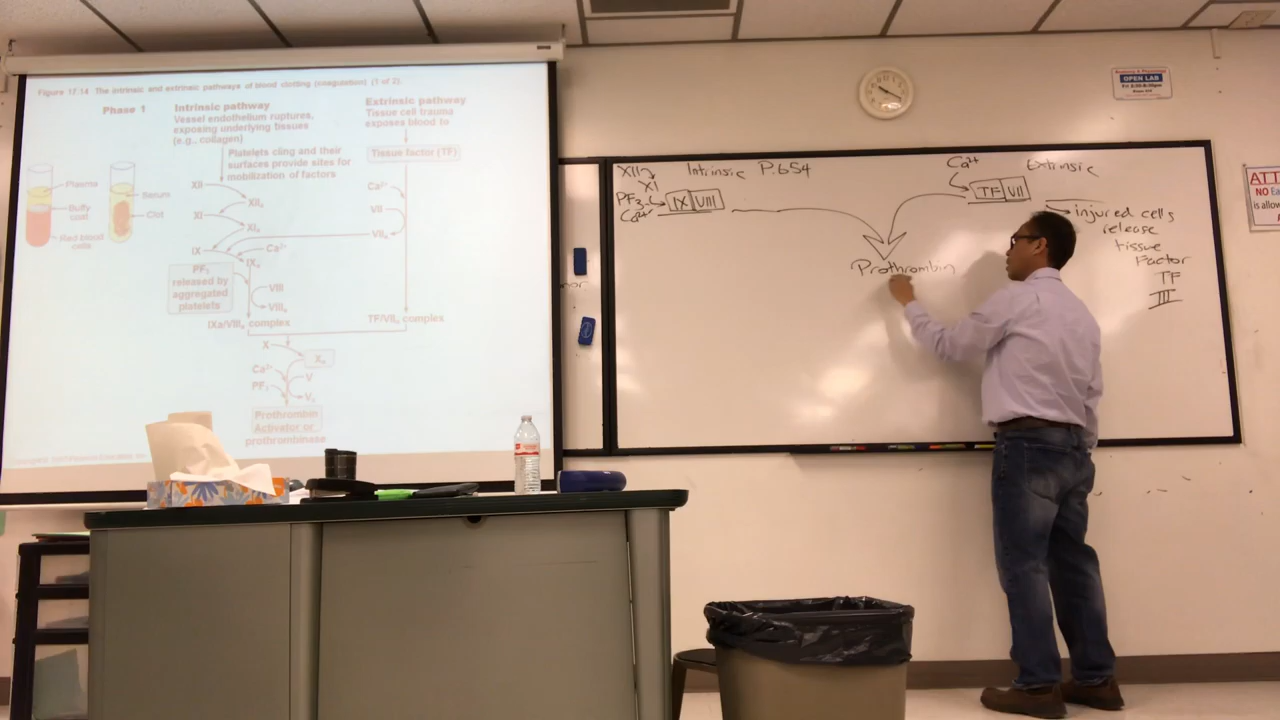 Figure 17.14 The intrinsic and extrinsic pathways of blood clotting (coagulation) (1 of 2).
Phase 1
Intrinsic pathway
Vessel endothelium ruptures,
exposing underlying tissues
(e.g., collagen)
Extrinsic pathway
Tissue cell trauma
exposes blood to
Platelets cling and their
surfaces provide sites for
mobilization of factors
Tissue factor (TF)
Plasma
Buffy
coat
Red blood
cells
Serum
Clot
XII
XIIa
XI
XIa
IX
Ca2+
IXa
Ca2+
VII
VIIa
PF3
released by
aggregated
platelets
VIII
VIIIa
IXa/VIIIa complex
TF/VIIa complex
X
Xa
Ca2+
PF3
V
Va
Prothrombin
Activator or
prothrombinase
XII
XI
PF3
Ca2+
IX VIII
Intrinsic P.654
Ca2+
TF VII
Extrinsic
injured cells
release
tissue
Factor
TF
III
Prothrombin
OPEN LAB
ATT
NO Ea
is allow